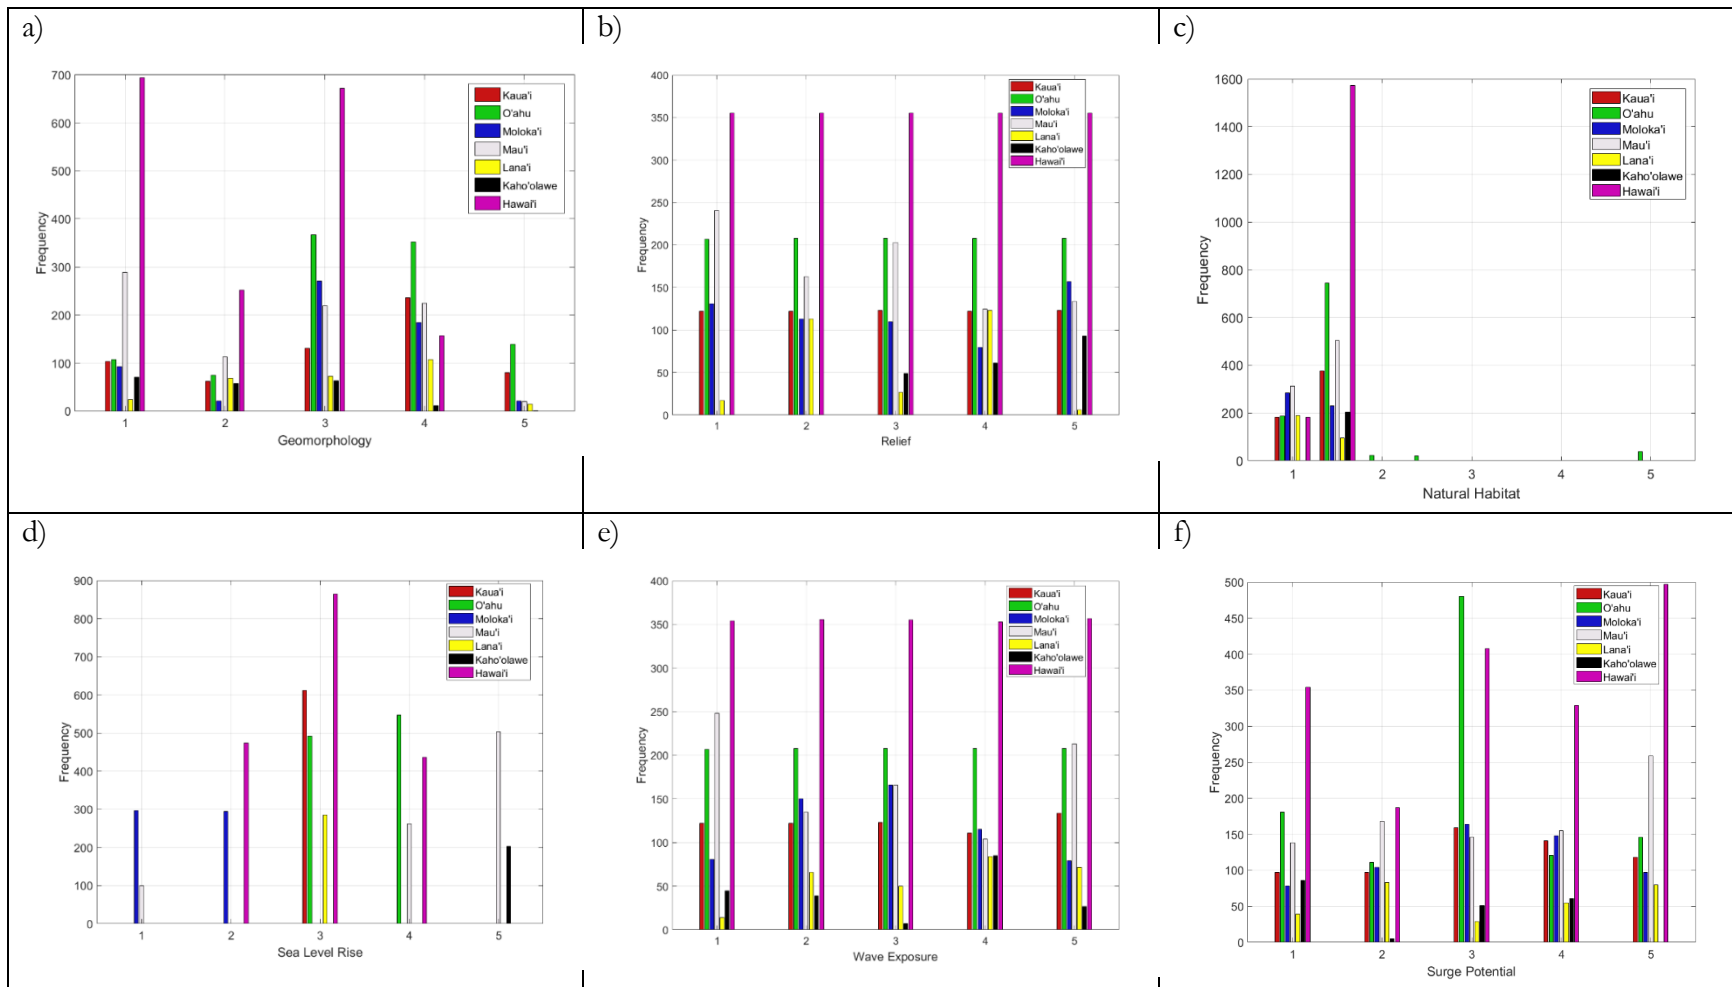 a)
700
600
500
400
300
200
100
0
Frequency
1 2 3 4 5
Geomorphology
Kaua'i
O'ahu
Moloka'i
Mau'i
Lana'i
Kaho'olawe
Hawai'i
b)
400
350
300
250
200
150
100
50
0
Frequency
1 2 3 4 5
Relief
Kaua'i
O'ahu
Moloka'i
Mau'i
Lana'i
Kaho'olawe
Hawai'i
c)
1600
1400
1200
1000
800
600
400
200
0
Frequency
1 2 3 4 5
Natural Habitat
Kaua'i
O'ahu
Moloka'i
Mau'i
Lana'i
Kaho'olawe
Hawai'i
d)
900
800
700
600
500
400
300
200
100
0
Frequency
1 2 3 4 5
Sea Level Rise
Kaua'i
O'ahu
Moloka'i
Mau'i
Lana'i
Kaho'olawe
Hawai'i
e)
400
350
300
250
200
150
100
50
0
Frequency
1 2 3 4 5
Wave Exposure
Kaua'i
O'ahu
Moloka'i
Mau'i
Lana'i
Kaho'olawe
Hawai'i
f)
500
450
400
350
300
250
200
150
100
50
0
Frequency
1 2 3 4 5
Surge Potential
Kaua'i
O'ahu
Moloka'i
Mau'i
Lana'i
Kaho'olawe
Hawai'i